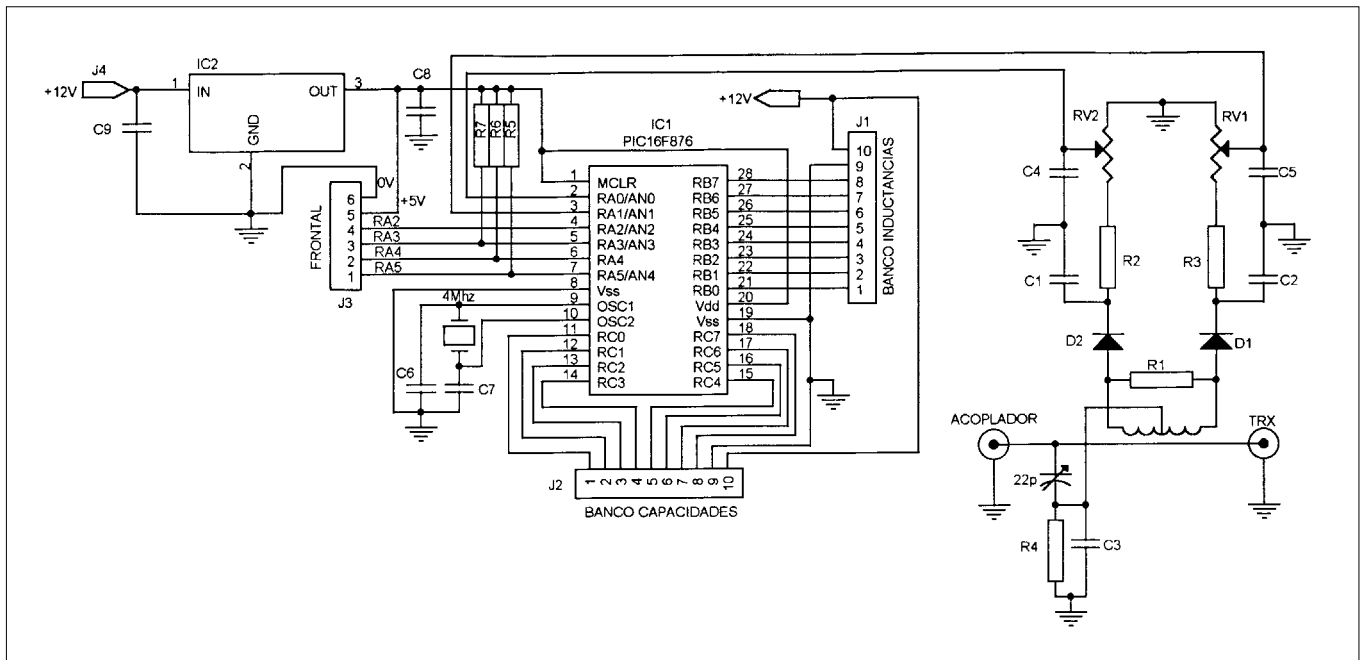 J4
+12V
IC2
1
IN
OUT
3
GND
2
C9
C8
0V
+5V
6
5
4
3
2
1
FRONTAL
J3
RA2
RA3
RA4
RA5
R7
R6
R5
IC1
PIC16F876
1
2
3
4
5
6
7
8
9
10
11
12
13
14
MCLR
RA0/AN0
RA1/AN1
RA2/AN2
RA3/AN3
RA4
RA5/AN4
Vss
OSC1
OSC2
RC0
RC1
RC2
RC3
RB7
RB6
RB5
RB4
RB3
RB2
RB1
RB0
Vdd
Vss
RC7
RC6
RC5
RC4
28
27
26
25
24
23
22
21
20
19
18
17
16
15
4Mhz
C6
C7
+12V
J1
10
9
8
7
6
5
4
3
2
1
BANCO INDUCTANCIAS
J2
1
2
3
4
5
6
7
8
9
10
BANCO CAPACIDADES
RV2
RV1
C4
C5
R2
R3
C1
C2
D2
D1
R1
ACOPLADOR
TRX
22p
R4
C3